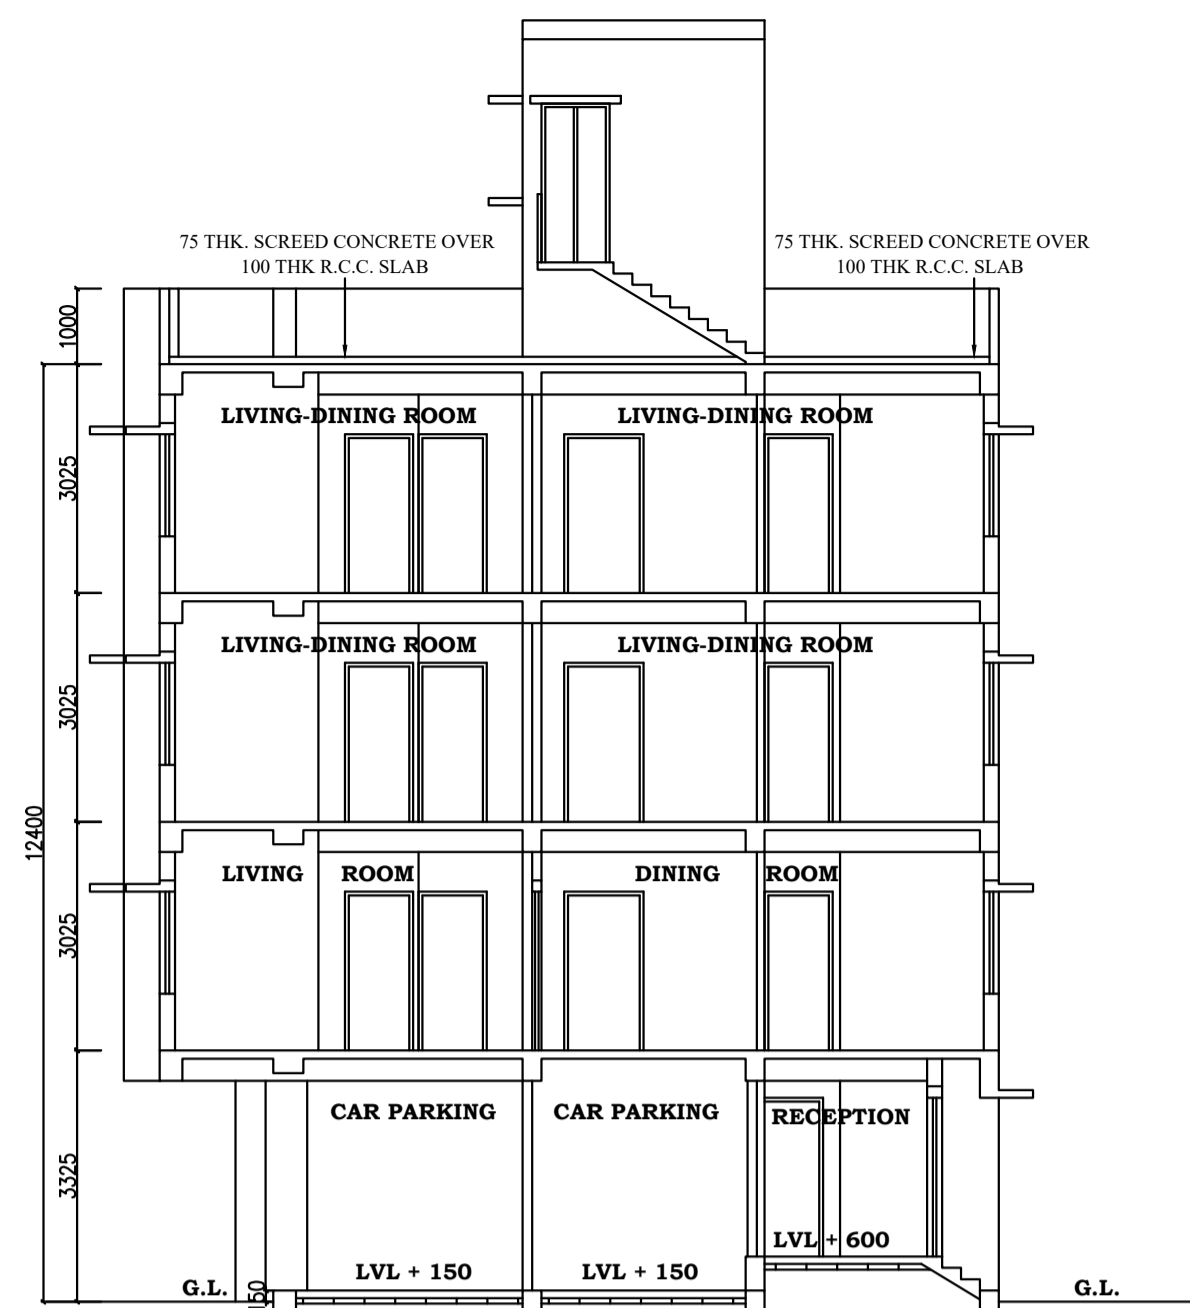 75 THK. SCREED CONCRETE OVER
100 THK R.C.C. SLAB
75 THK. SCREED CONCRETE OVER
100 THK R.C.C. SLAB
1000
LIVING-DINING ROOM
LIVING-DINING ROOM
3025
LIVING-DINING ROOM
LIVING-DINING ROOM
3025
12400
LIVING ROOM
DINING ROOM
3025
CAR PARKING
CAR PARKING
RECEPTION
3325
LVL + 600
LVL + 150
LVL + 150
G.L.
G.L.